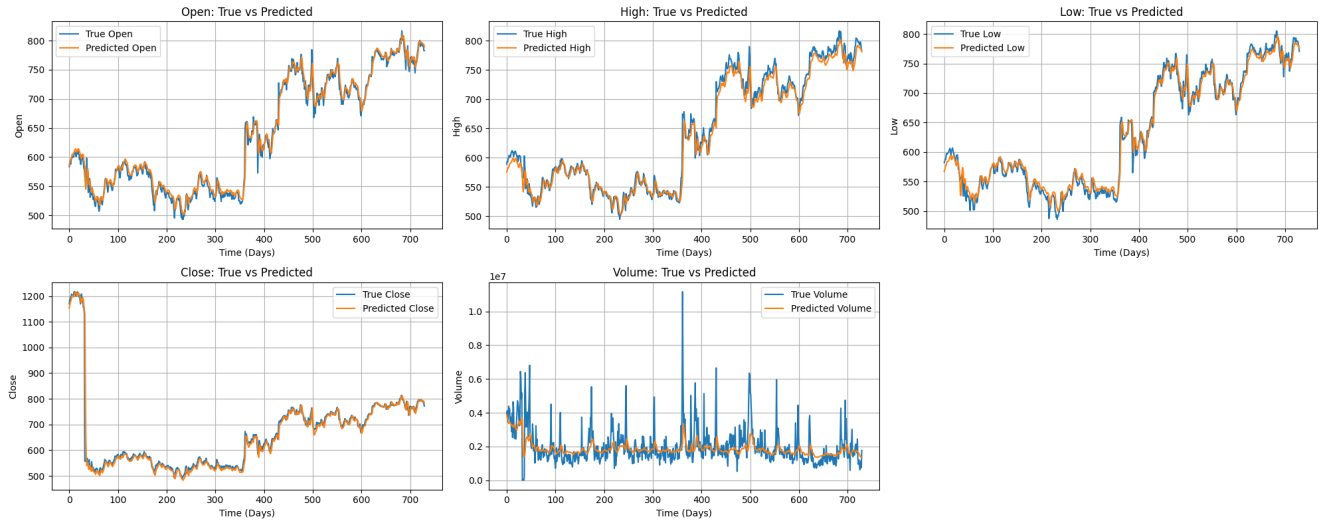 Open: True vs Predicted
True Open
Predicted Open
800
750
700
650
600
550
500
Open
0 100 200 300 400 500 600 700
Time (Days)
High: True vs Predicted
True High
Predicted High
800
750
700
650
600
550
500
High
0 100 200 300 400 500 600 700
Time (Days)
Low: True vs Predicted
True Low
Predicted Low
800
750
700
650
600
550
500
Low
0 100 200 300 400 500 600 700
Time (Days)
Close: True vs Predicted
True Close
Predicted Close
1200
1100
1000
900
800
700
600
500
Close
0 100 200 300 400 500 600 700
Time (Days)
Volume: True vs Predicted
1e7
True Volume
Predicted Volume
1.0
0.8
0.6
0.4
0.2
0.0
Volume
0 100 200 300 400 500 600 700
Time (Days)